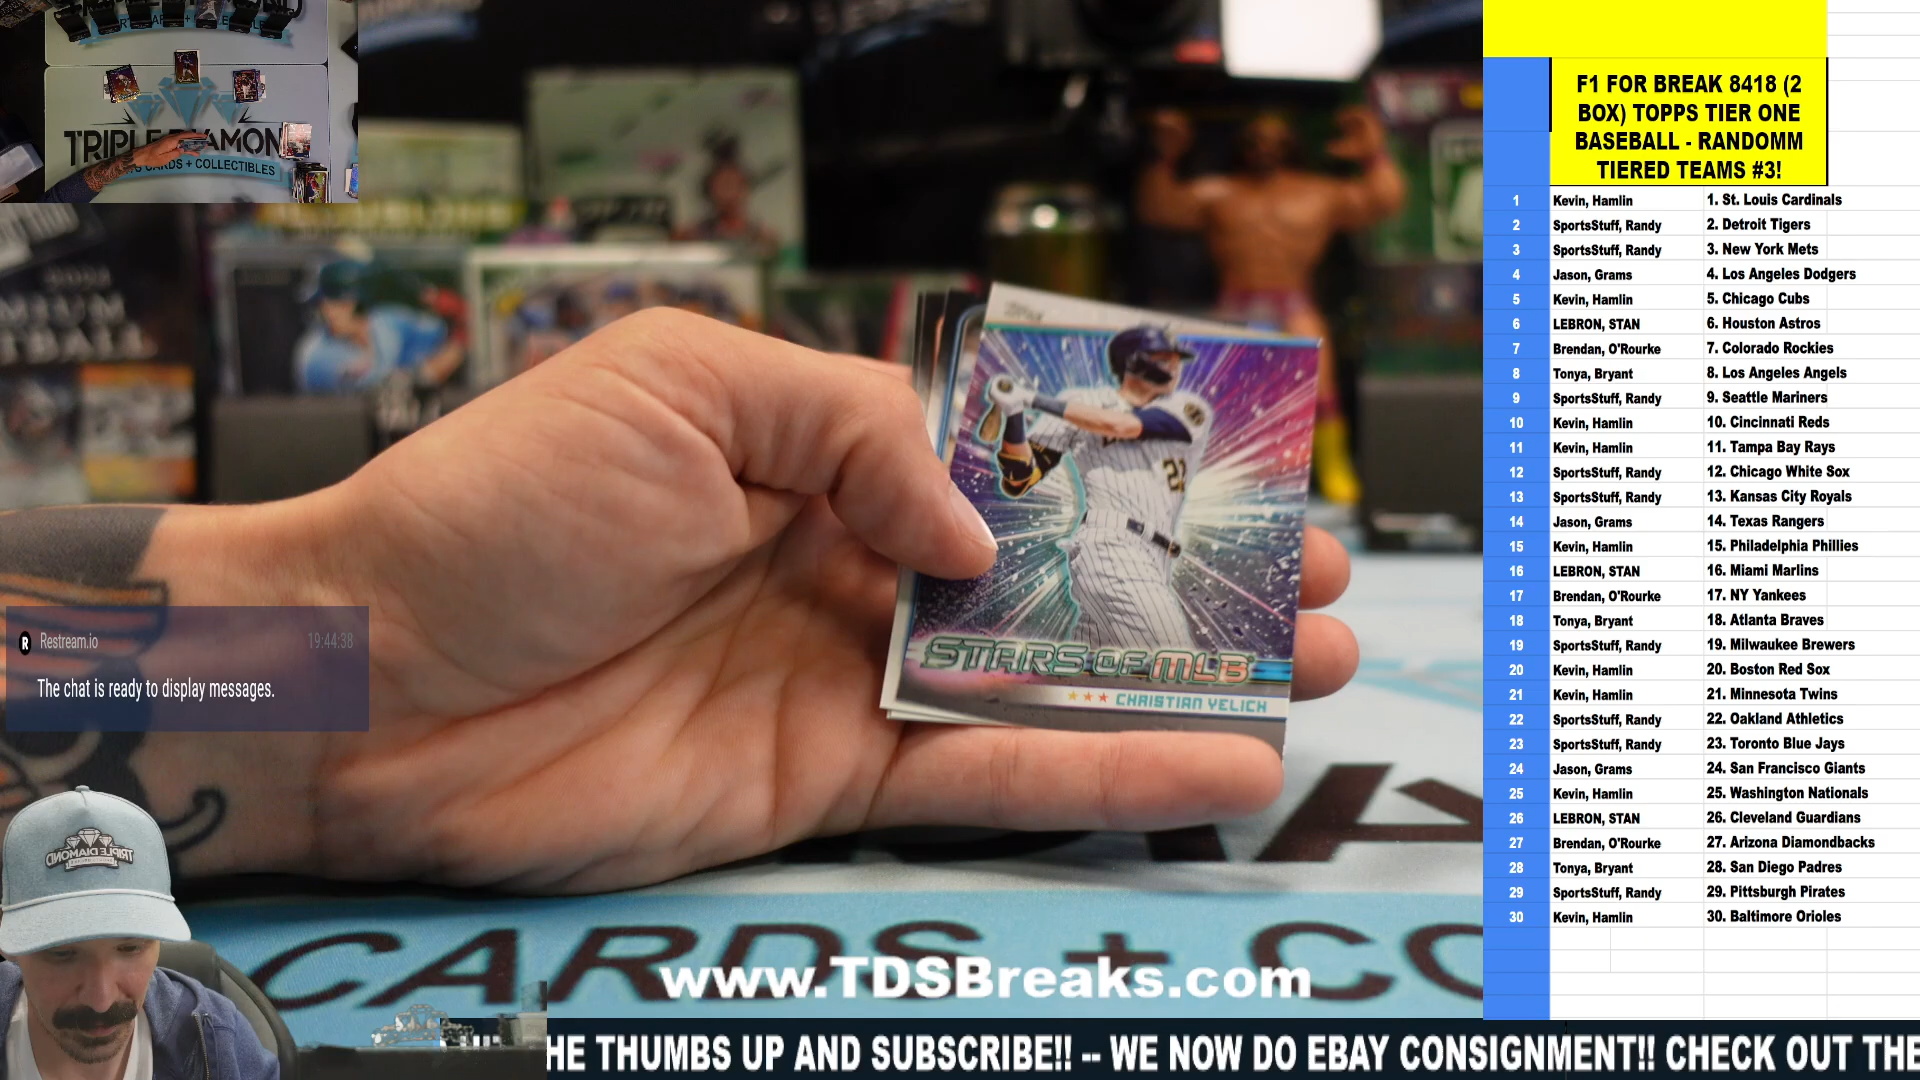 TRIPLE DIAMOND
CARDS + COLLECTIBLES
F1 FOR BREAK 8418 (2
BOX) TOPPS TIER ONE
BASEBALL - RANDOMM
TIERED TEAMS #3!
1 Kevin, Hamlin 1. St. Louis Cardinals
2 SportsStuff, Randy 2. Detroit Tigers
3 SportsStuff, Randy 3. New York Mets
4 Jason, Grams 4. Los Angeles Dodgers
5 Kevin, Hamlin 5. Chicago Cubs
6 LEBRON, STAN 6. Houston Astros
7 Brendan, O'Rourke 7. Colorado Rockies
8 Tonya, Bryant 8. Los Angeles Angels
9 SportsStuff, Randy 9. Seattle Mariners
10 Kevin, Hamlin 10. Cincinnati Reds
11 Kevin, Hamlin 11. Tampa Bay Rays
12 SportsStuff, Randy 12. Chicago White Sox
13 SportsStuff, Randy 13. Kansas City Royals
14 Jason, Grams 14. Texas Rangers
15 Kevin, Hamlin 15. Philadelphia Phillies
16 LEBRON, STAN 16. Miami Marlins
17 Brendan, O'Rourke 17. NY Yankees
18 Tonya, Bryant 18. Atlanta Braves
19 SportsStuff, Randy 19. Milwaukee Brewers
20 Kevin, Hamlin 20. Boston Red Sox
21 Kevin, Hamlin 21. Minnesota Twins
22 SportsStuff, Randy 22. Oakland Athletics
23 SportsStuff, Randy 23. Toronto Blue Jays
24 Jason, Grams 24. San Francisco Giants
25 Kevin, Hamlin 25. Washington Nationals
26 LEBRON, STAN 26. Cleveland Guardians
27 Brendan, O'Rourke 27. Arizona Diamondbacks
28 Tonya, Bryant 28. San Diego Padres
29 SportsStuff, Randy 29. Pittsburgh Pirates
30 Kevin, Hamlin 30. Baltimore Orioles
22
STARS OF MLB
CHRISTIAN YELICH
Restream.io 19:44:38
The chat is ready to display messages.
TRIPLE DIAMOND
CARDS + CO
www.TDSBreaks.com
HE THUMBS UP AND SUBSCRIBE!! -- WE NOW DO EBAY CONSIGNMENT!! CHECK OUT THE